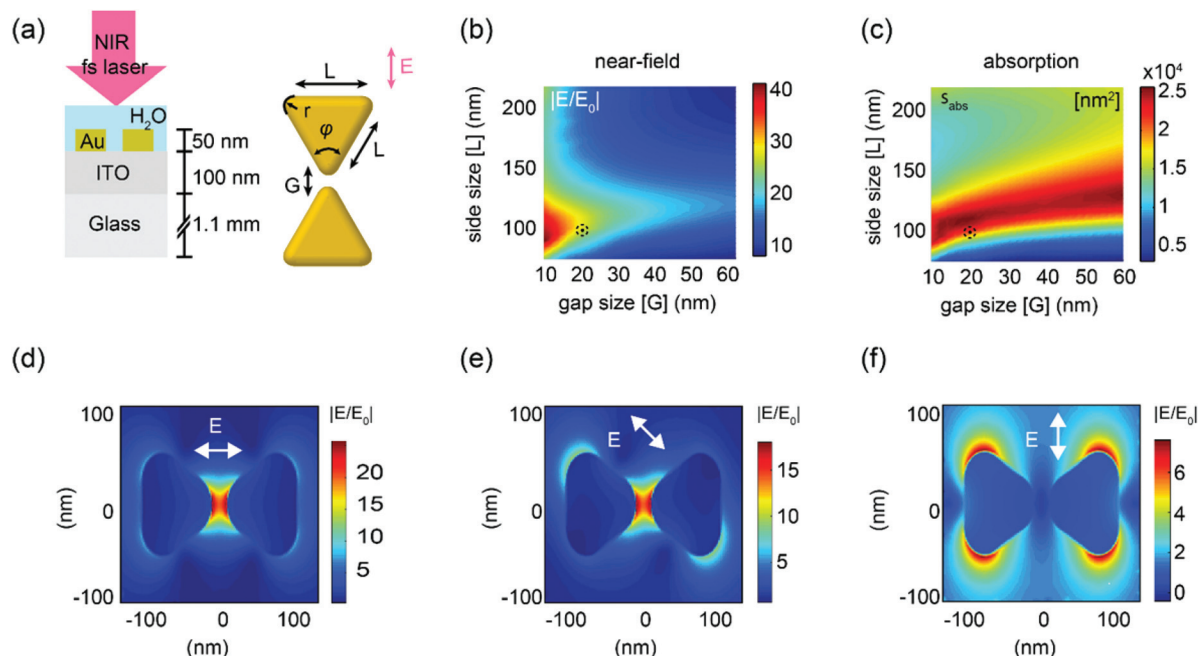 (a)
NIR
fs laser
H₂O
Au
50 nm
ITO
100 nm
Glass
1.1 mm
L
E
r
φ
L
G
(b)
near-field
|E/E₀|
200
150
100
side size [L] (nm)
10 20 30 40 50 60
gap size [G] (nm)
40
30
20
10
(c)
absorption
x10⁴
sabs
[nm²]
200
150
100
side size [L] (nm)
10 20 30 40 50 60
gap size [G] (nm)
2.5
2
1.5
1
0.5
(d)
|E/E₀|
E
100
0
-100
(nm)
-100 0 100
(nm)
20
15
10
5
(e)
|E/E₀|
E
100
0
-100
(nm)
-100 0 100
(nm)
15
10
5
(f)
|E/E₀|
E
100
0
-100
(nm)
-100 0 100
(nm)
6
4
2
0